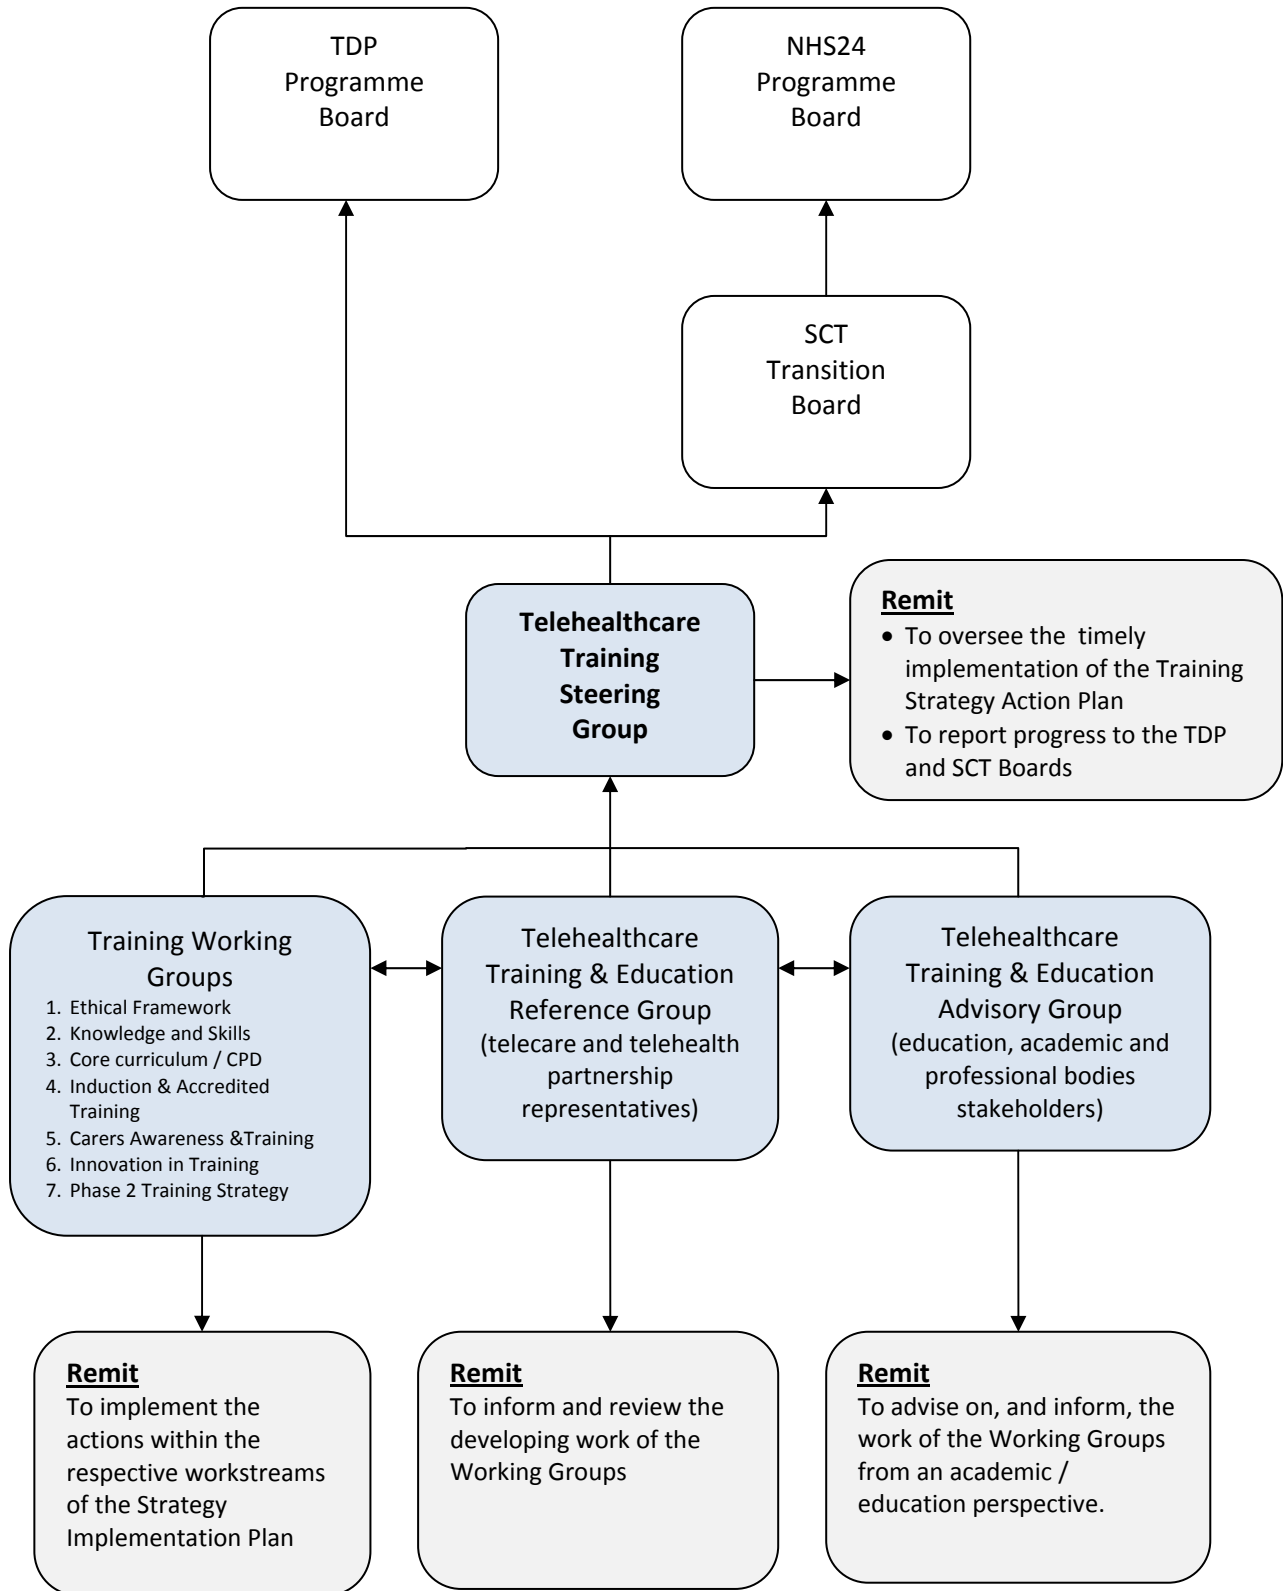 TDP
Programme
Board
NHS24
Programme
Board
SCT
Transition
Board
Telehealthcare
Training
Steering
Group
Remit
• To oversee the  timely
implementation of the Training
Strategy Action Plan
• To report progress to the TDP
and SCT Boards
Training Working
Groups
1. Ethical Framework
2. Knowledge and Skills
3. Core curriculum / CPD
4. Induction & Accredited
Training
5. Carers Awareness &Training
6. Innovation in Training
7. Phase 2 Training Strategy
Telehealthcare
Training & Education
Reference Group
(telecare and telehealth
partnership
representatives)
Telehealthcare
Training & Education
Advisory Group
(education, academic and
professional bodies
stakeholders)
Remit
To implement the
actions within the
respective workstreams
of the Strategy
Implementation Plan
Remit
To inform and review the
developing work of the
Working Groups
Remit
To advise on, and inform, the
work of the Working Groups
from an academic /
education perspective.